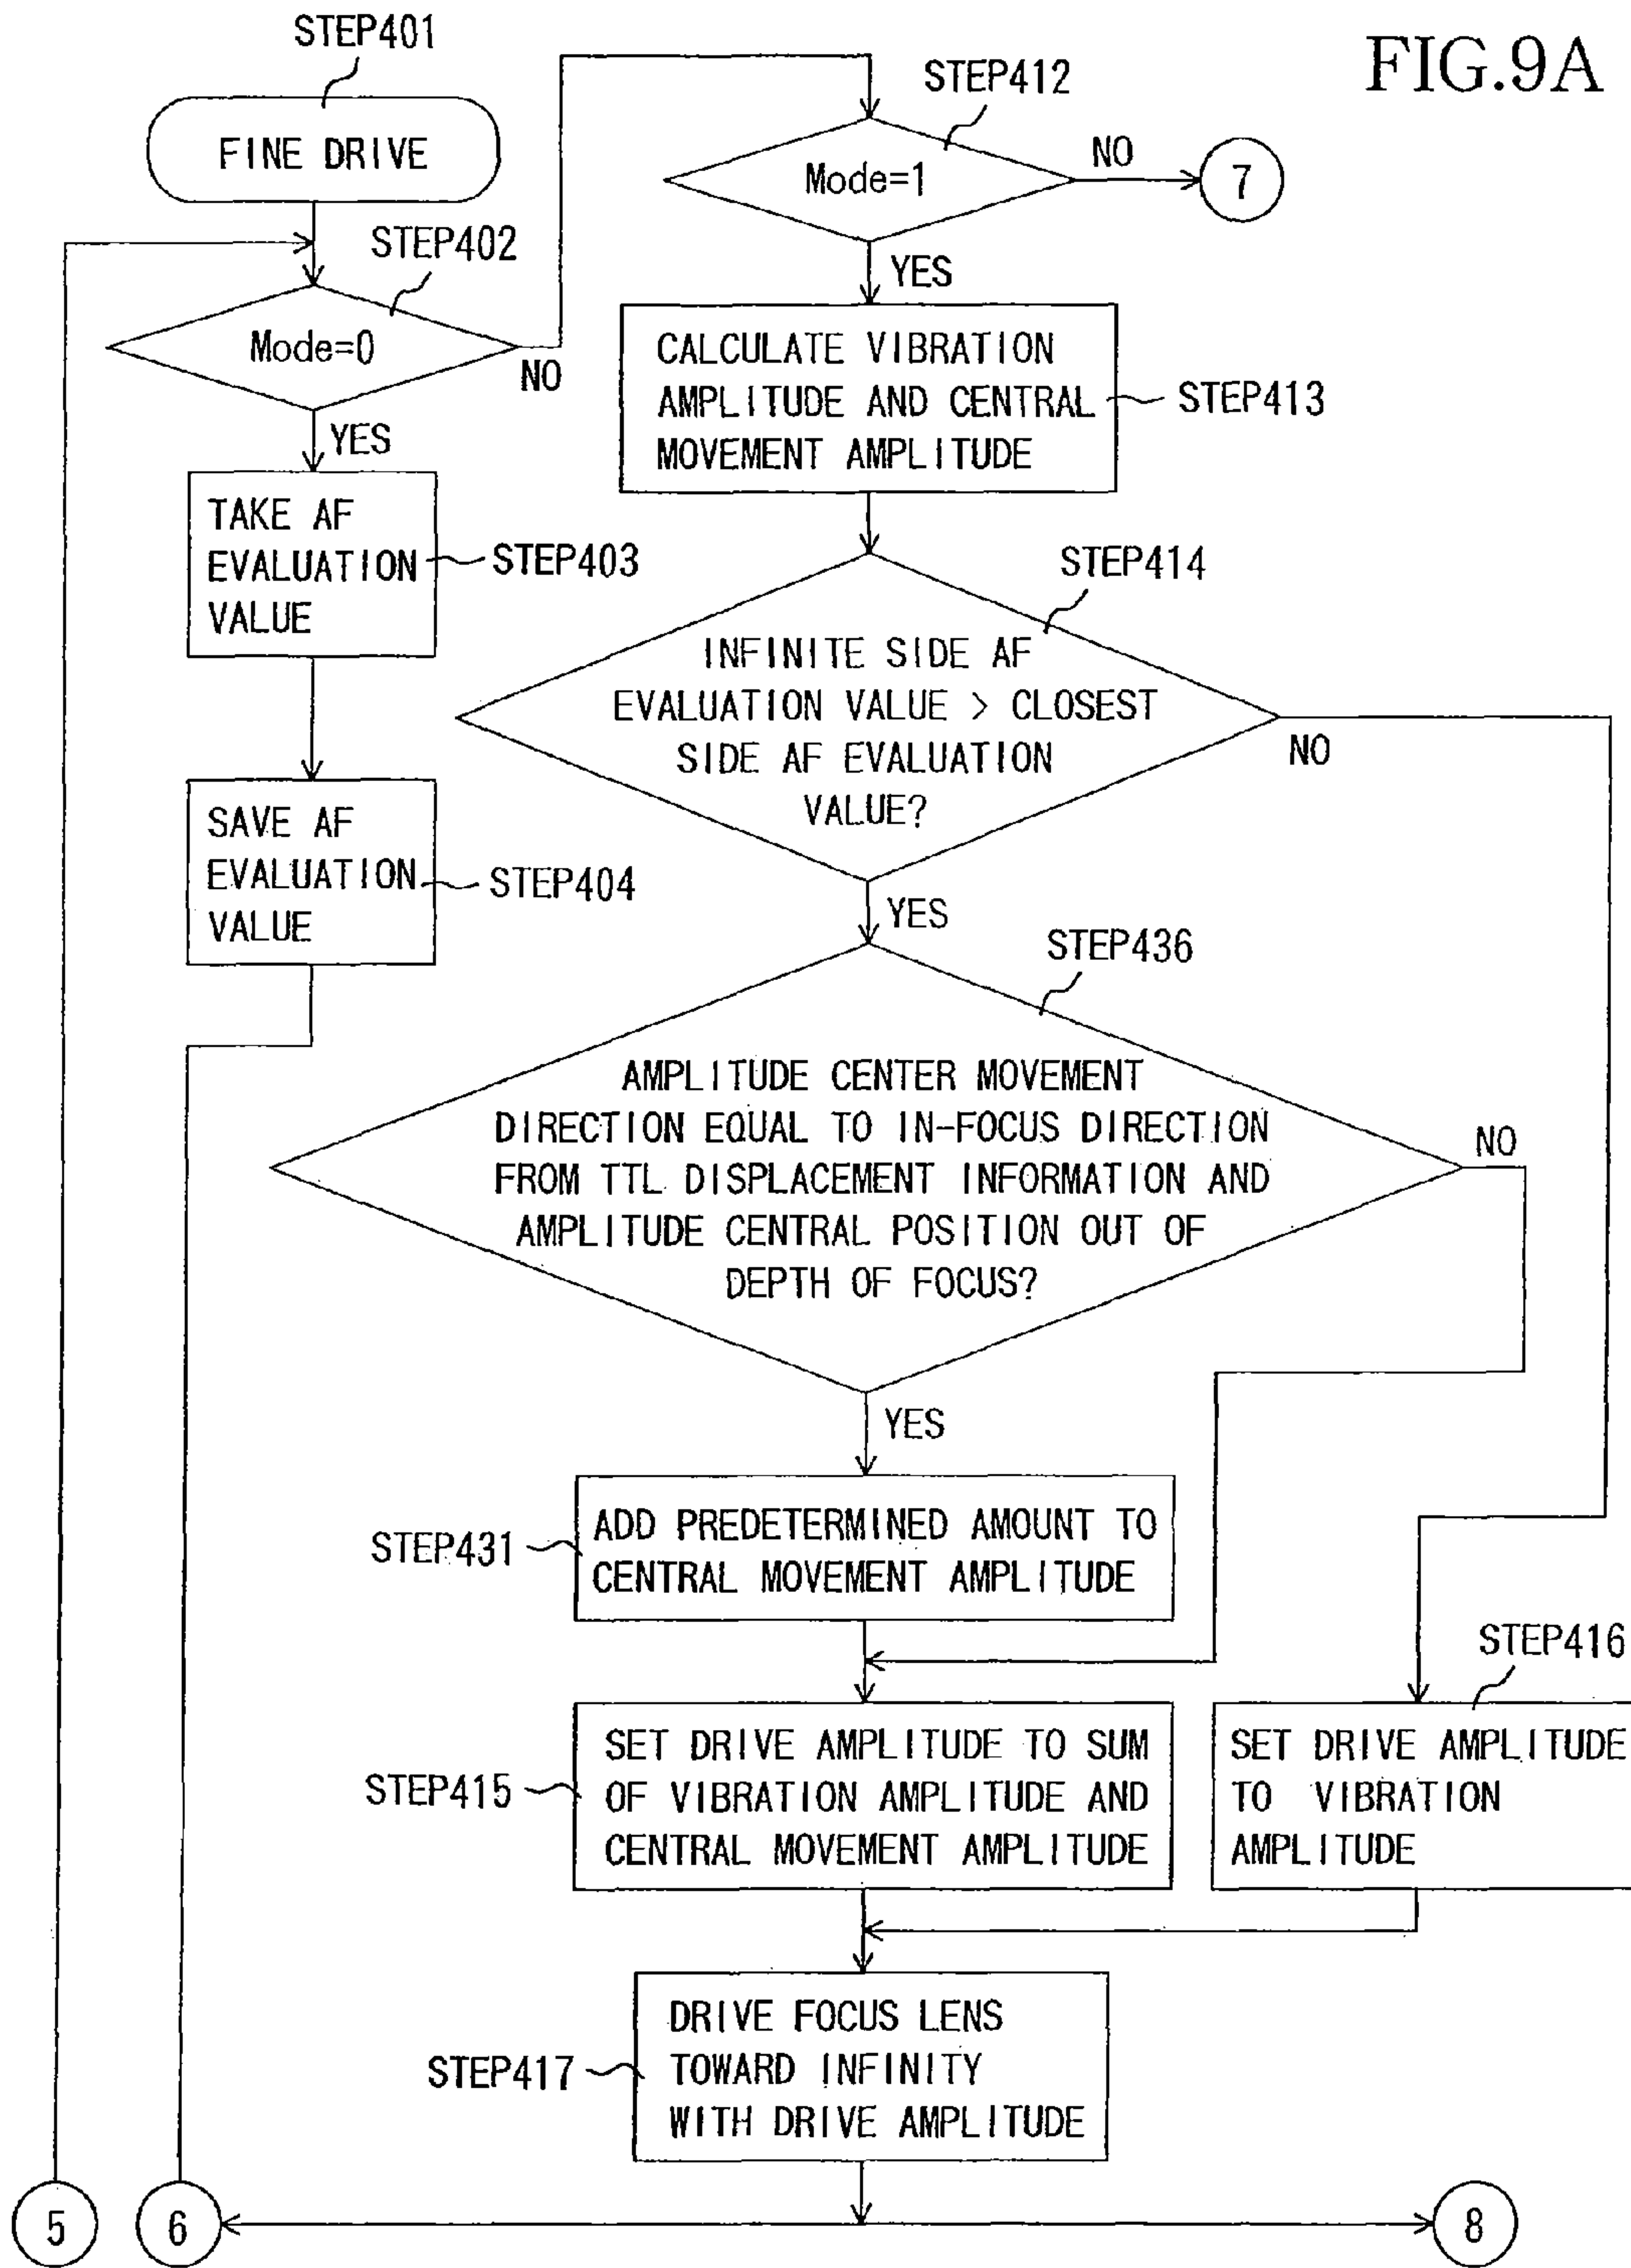 FIG.9A
STEP401
FINE DRIVE
STEP402
Mode=0
NO
YES
TAKE AF
EVALUATION
VALUE
STEP403
SAVE AF
EVALUATION
VALUE
STEP404
STEP412
Mode=1
NO
7
YES
CALCULATE VIBRATION
AMPLITUDE AND CENTRAL
MOVEMENT AMPLITUDE
STEP413
STEP414
INFINITE SIDE AF
EVALUATION VALUE > CLOSEST
SIDE AF EVALUATION
VALUE?
NO
YES
STEP436
AMPLITUDE CENTER MOVEMENT
DIRECTION EQUAL TO IN-FOCUS DIRECTION
FROM TTL DISPLACEMENT INFORMATION AND
AMPLITUDE CENTRAL POSITION OUT OF
DEPTH OF FOCUS?
NO
YES
STEP431
ADD PREDETERMINED AMOUNT TO
CENTRAL MOVEMENT AMPLITUDE
STEP415
SET DRIVE AMPLITUDE TO SUM
OF VIBRATION AMPLITUDE AND
CENTRAL MOVEMENT AMPLITUDE
STEP416
SET DRIVE AMPLITUDE
TO VIBRATION
AMPLITUDE
STEP417
DRIVE FOCUS LENS
TOWARD INFINITY
WITH DRIVE AMPLITUDE
5
6
8